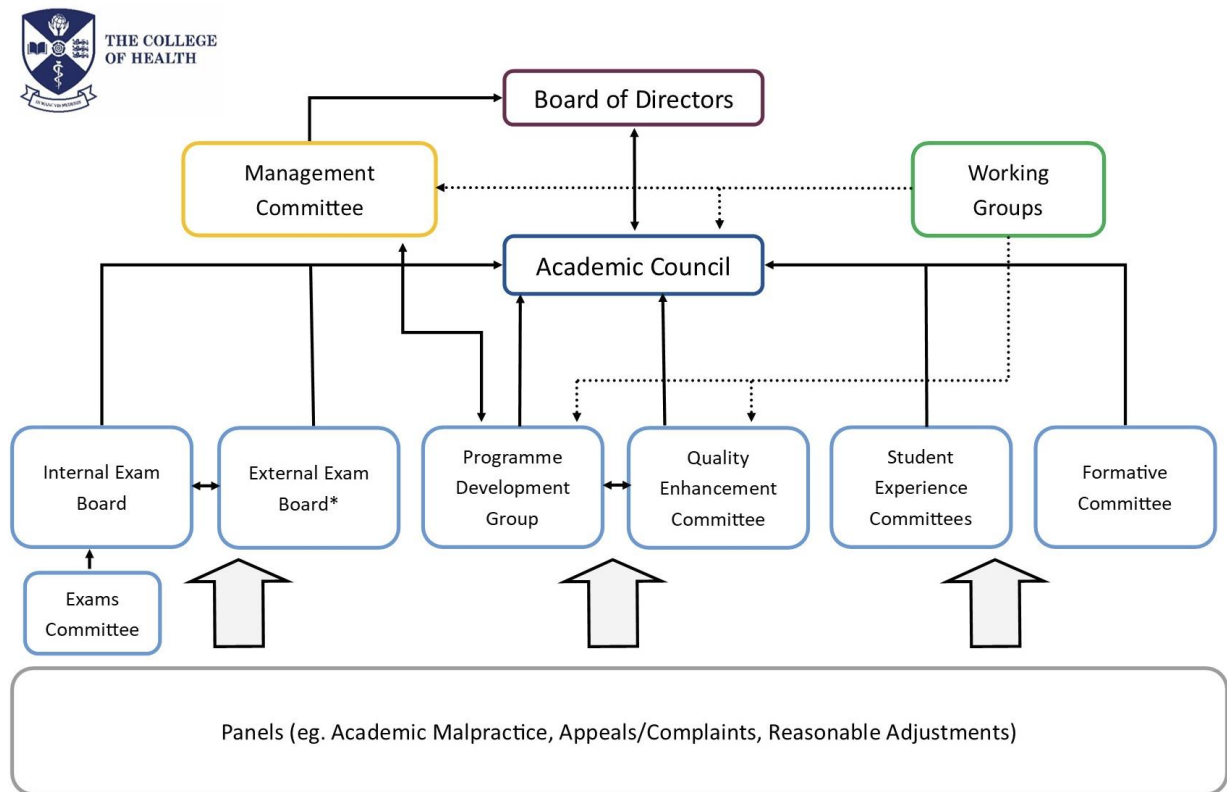 THE COLLEGE
OF HEALTH
Board of Directors
Management
Committee
Working
Groups
Academic Council
Internal Exam
Board
External Exam
Board*
Programme
Development
Group
Quality
Enhancement
Committee
Student
Experience
Committees
Formative
Committee
Exams
Committee
Panels (eg. Academic Malpractice, Appeals/Complaints, Reasonable Adjustments)